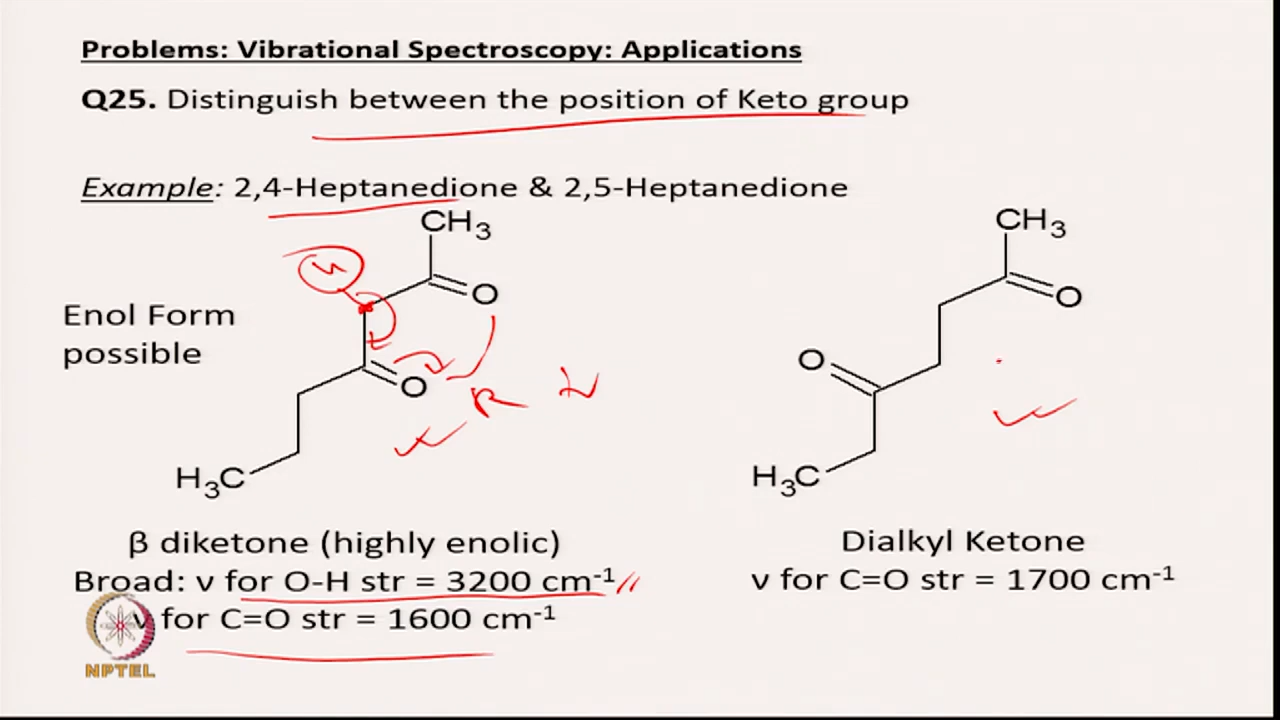 Problems: Vibrational Spectroscopy: Applications
Q25. Distinguish between the position of Keto group
Example: 2,4-Heptanedione & 2,5-Heptanedione
CH3
O
Enol Form
possible
O
H3C
CH3
O
O
H3C
β diketone (highly enolic)
Broad: ν for O-H str = 3200 cm-1
ν for C=O str = 1600 cm-1
Dialkyl Ketone
ν for C=O str = 1700 cm-1
NPTEL